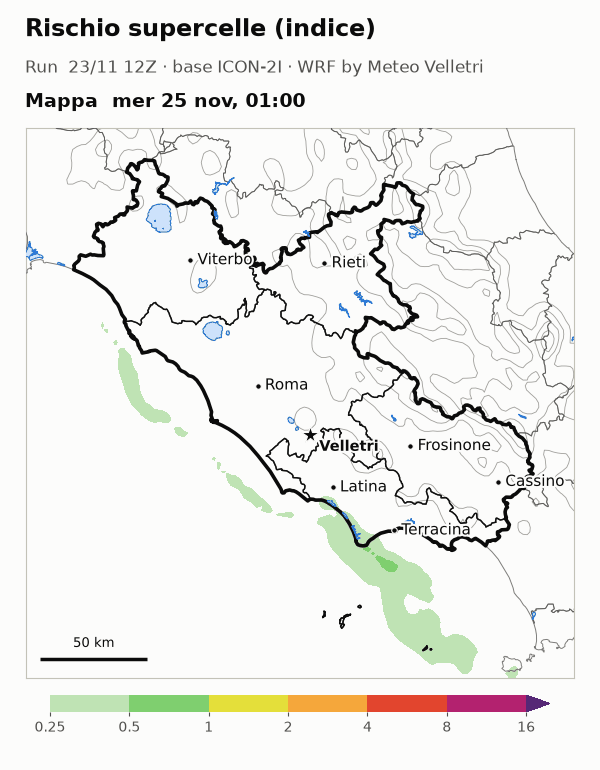 Rischio supercelle (indice)
Run  23/11 12Z · base ICON-2I · WRF by Meteo Velletri
Mappa  mer 25 nov, 01:00
Viterbo
Rieti
Roma
Velletri
Frosinone
Cassino
Latina
Terracina
50 km
0.25 0.5 1 2 4 8 16